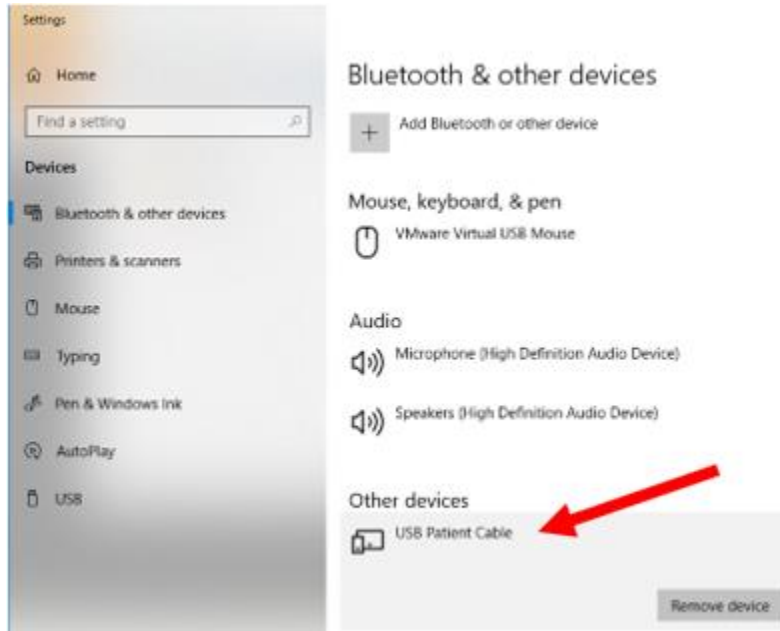 Settings
Home
Find a setting
Devices
Bluetooth & other devices
Printers & scanners
Mouse
Typing
Pen & Windows Ink
AutoPlay
USB
Bluetooth & other devices
Add Bluetooth or other device
Mouse, keyboard, & pen
VMware Virtual USB Mouse
Audio
Microphone (High Definition Audio Device)
Speakers (High Definition Audio Device)
Other devices
USB Patient Cable
Remove device